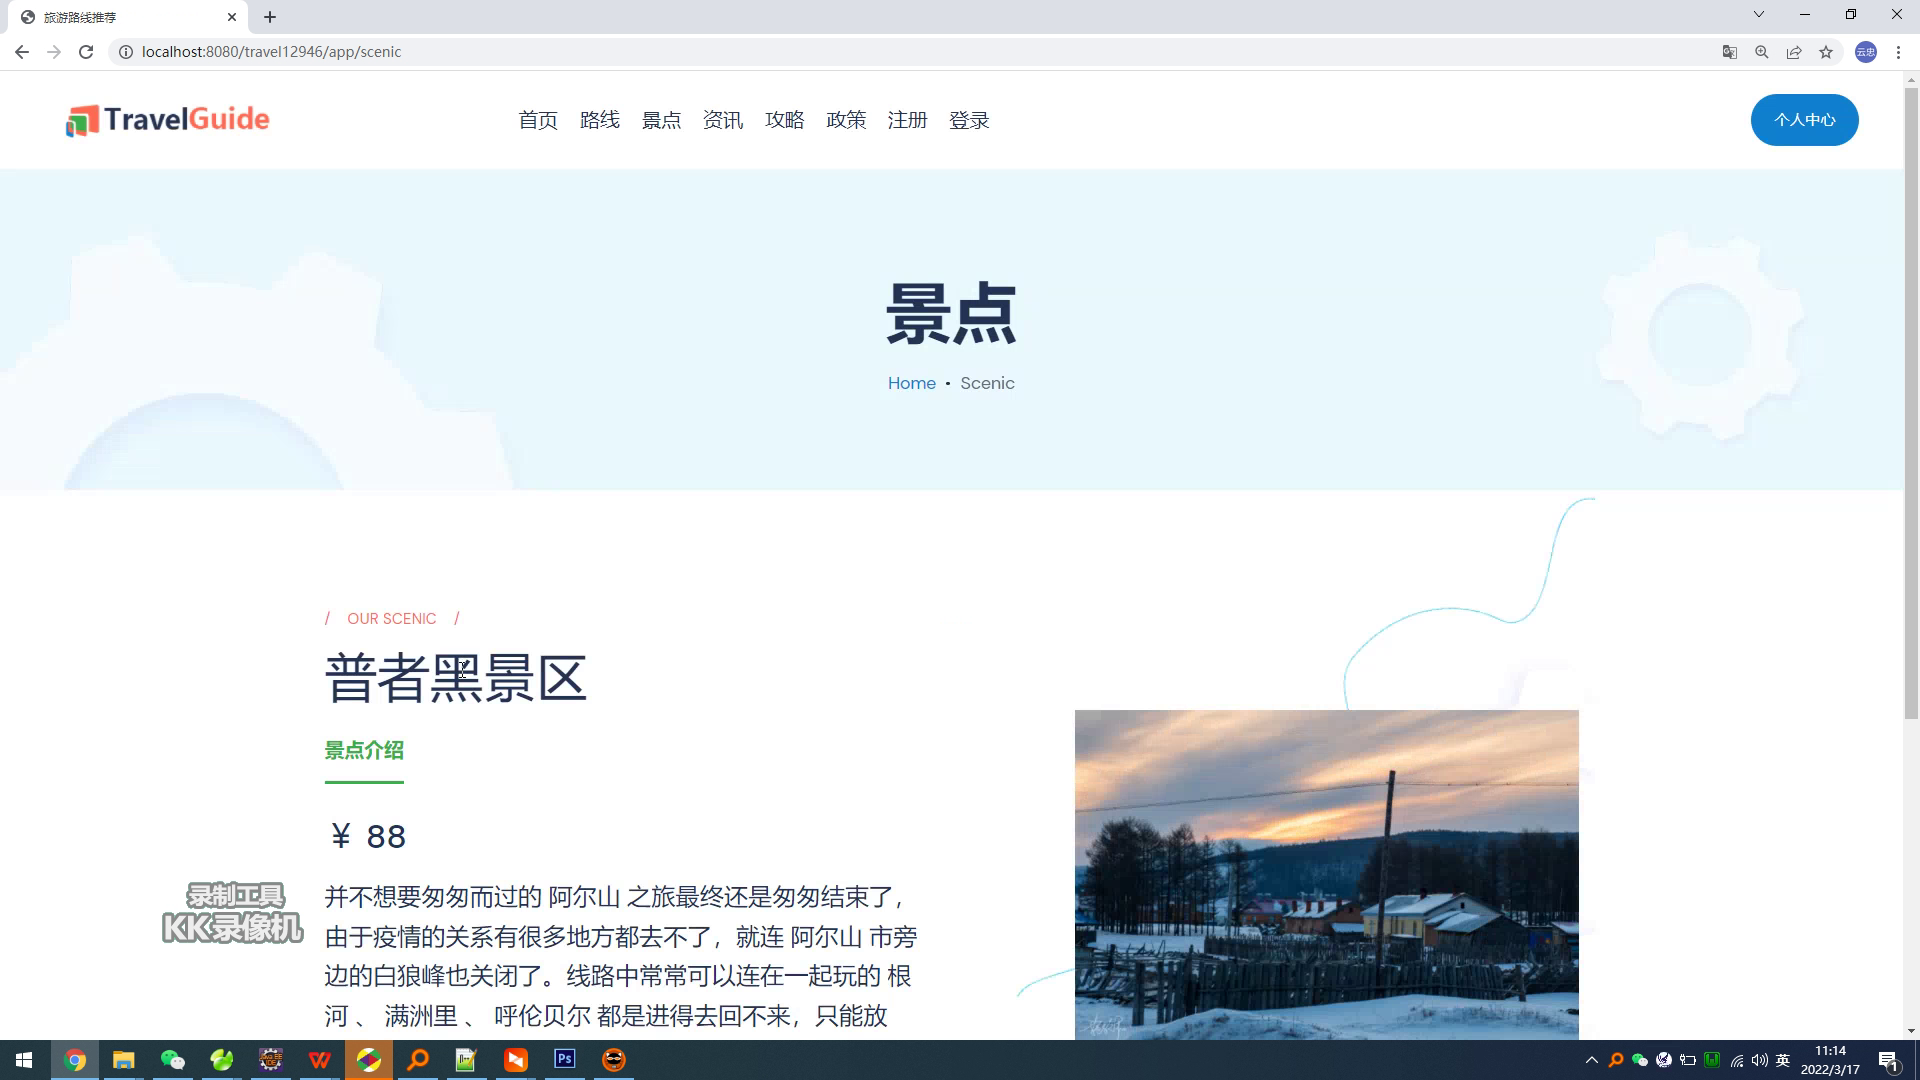 旅游路线推荐
localhost:8080/travel12946/app/scenic
云忠
TravelGuide
首页 路线 景点 资讯 攻略 政策 注册 登录
个人中心
景点
Home • Scenic
/ OUR SCENIC /
普者黑景区
景点介绍
¥ 88
并不想要匆匆而过的 阿尔山 之旅最终还是匆匆结束了，
由于疫情的关系有很多地方都去不了，就连 阿尔山 市旁
边的白狼峰也关闭了。线路中常常可以连在一起玩的 根
河 、 满洲里 、 呼伦贝尔 都是进得去回不来，只能放
录制工具
KK录像机
Ps
英
11:14
2022/3/17
1